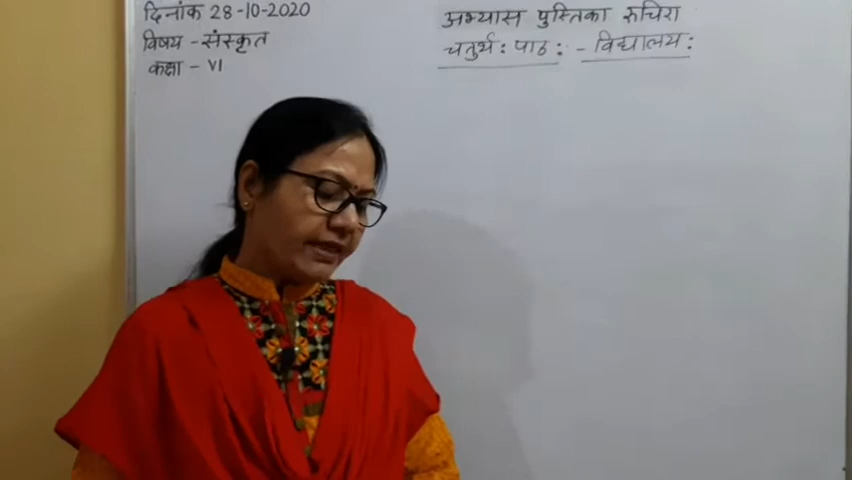 दिनांक 28-10-2020
विषय - संस्कृत
कक्षा - VI
अभ्यास पुस्तिका रुचिरा
चतुर्थ: पाठ: - विद्यालय: